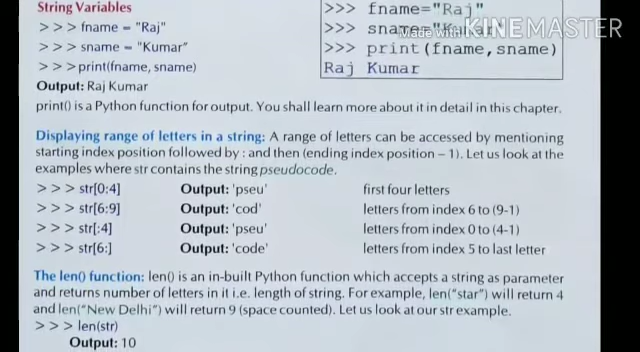 String Variables
> > > fname = "Raj"
> > > sname = "Kumar"
> > > print(fname, sname)
Output: Raj Kumar
>>> fname="Raj"
>>> sname="Kumar"
>>> print(fname,sname)
Raj Kumar
Made with KINEMASTER
print() is a Python function for output. You shall learn more about it in detail in this chapter.
Displaying range of letters in a string: A range of letters can be accessed by mentioning
starting index position followed by : and then (ending index position – 1). Let us look at the
examples where str contains the string pseudocode.
> > > str[0:4] Output: 'pseu' first four letters
> > > str[6:9] Output: 'cod' letters from index 6 to (9-1)
> > > str[:4] Output: 'pseu' letters from index 0 to (4-1)
> > > str[6:] Output: 'code' letters from index 5 to last letter
The len() function: len() is an in-built Python function which accepts a string as parameter
and returns number of letters in it i.e. length of string. For example, len("star") will return 4
and len("New Delhi") will return 9 (space counted). Let us look at our str example.
> > > len(str)
Output: 10